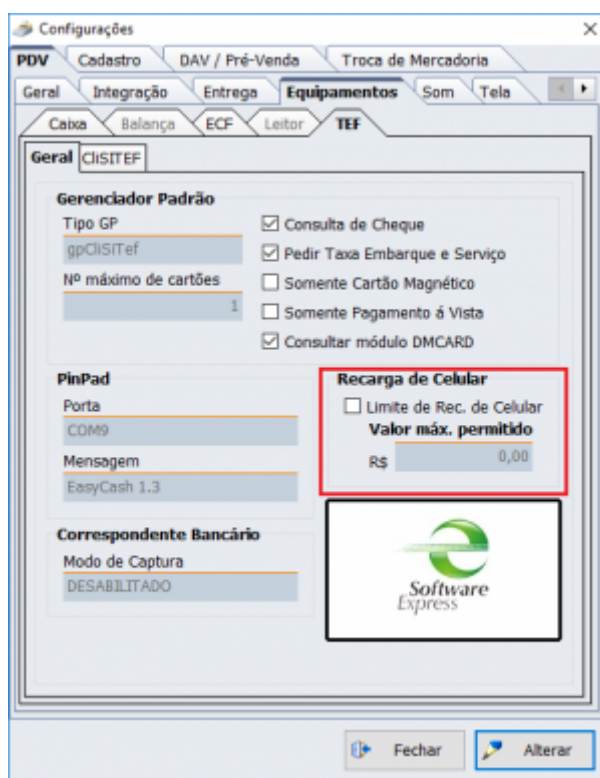 Configurações
PDV Cadastro DAV / Pré-Venda Troca de Mercadoria
Geral Integração Entrega Equipamentos Som Tela
Caixa Balança ECF Leitor TEF
Geral CliSITEF
Gerenciador Padrão
Tipo GP
gpCliSiTef
Nº máximo de cartões
1
Consulta de Cheque
Pedir Taxa Embarque e Serviço
Somente Cartão Magnético
Somente Pagamento á Vista
Consultar módulo DMCARD
PinPad
Porta
COM9
Mensagem
EasyCash 1.3
Recarga de Celular
Limite de Rec. de Celular
Valor máx. permitido
R$ 0,00
Correspondente Bancário
Modo de Captura
DESABILITADO
Software
Express
Fechar Alterar